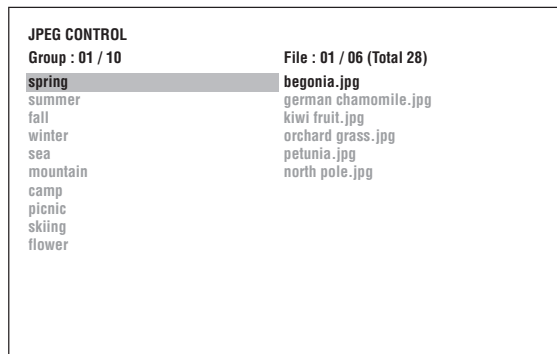 JPEG CONTROL
Group : 01 / 10
File : 01 / 06 (Total 28)
spring
summer
fall
winter
sea
mountain
camp
picnic
skiing
flower
begonia.jpg
german chamomile.jpg
kiwi fruit.jpg
orchard grass.jpg
petunia.jpg
north pole.jpg